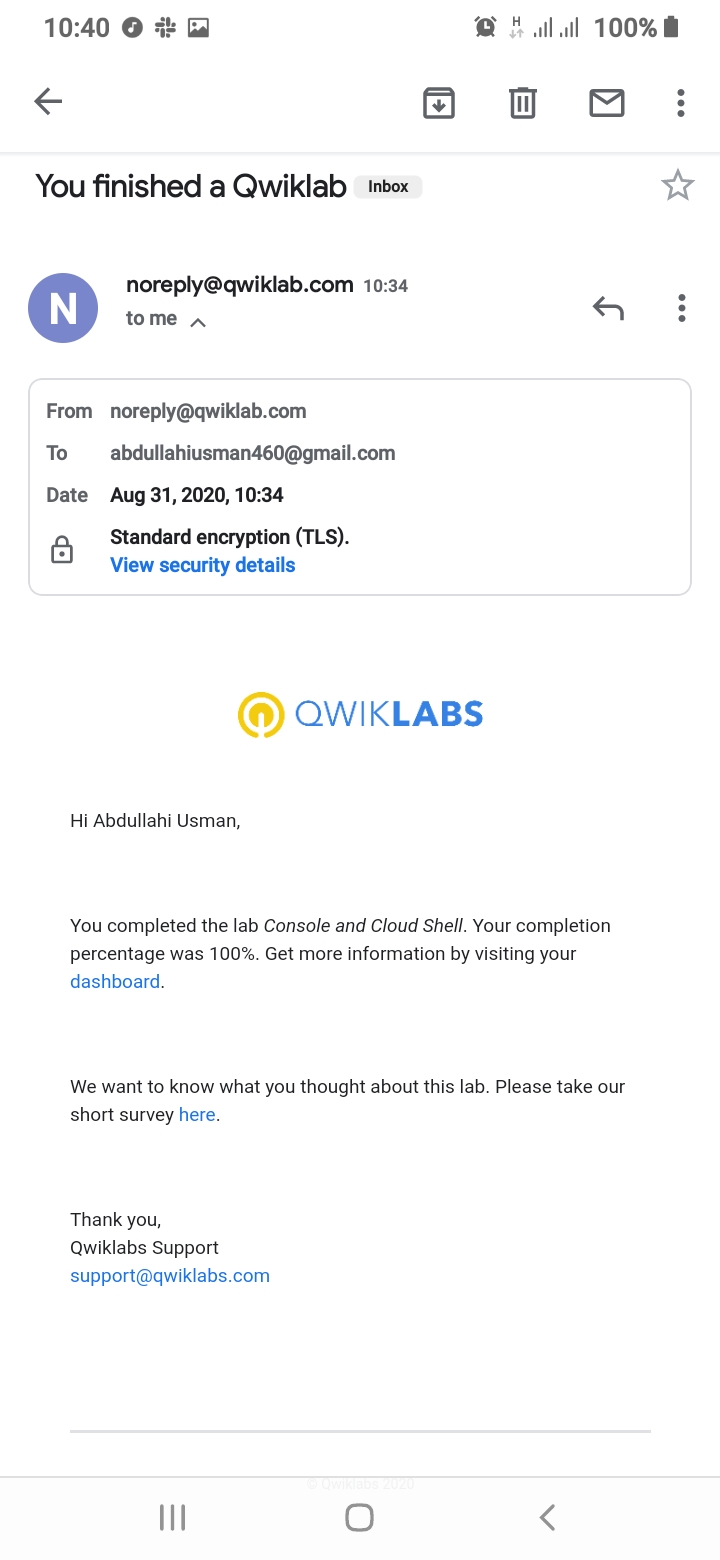 10:40
H
100%
You finished a Qwiklab Inbox
N
noreply@qwiklab.com 10:34
to me
From noreply@qwiklab.com
To abdullahiusman460@gmail.com
Date Aug 31, 2020, 10:34
Standard encryption (TLS).
View security details
QWIKLABS
Hi Abdullahi Usman,
You completed the lab Console and Cloud Shell. Your completion
percentage was 100%. Get more information by visiting your
dashboard.
We want to know what you thought about this lab. Please take our
short survey here.
Thank you,
Qwiklabs Support
support@qwiklabs.com
© Qwiklabs 2020